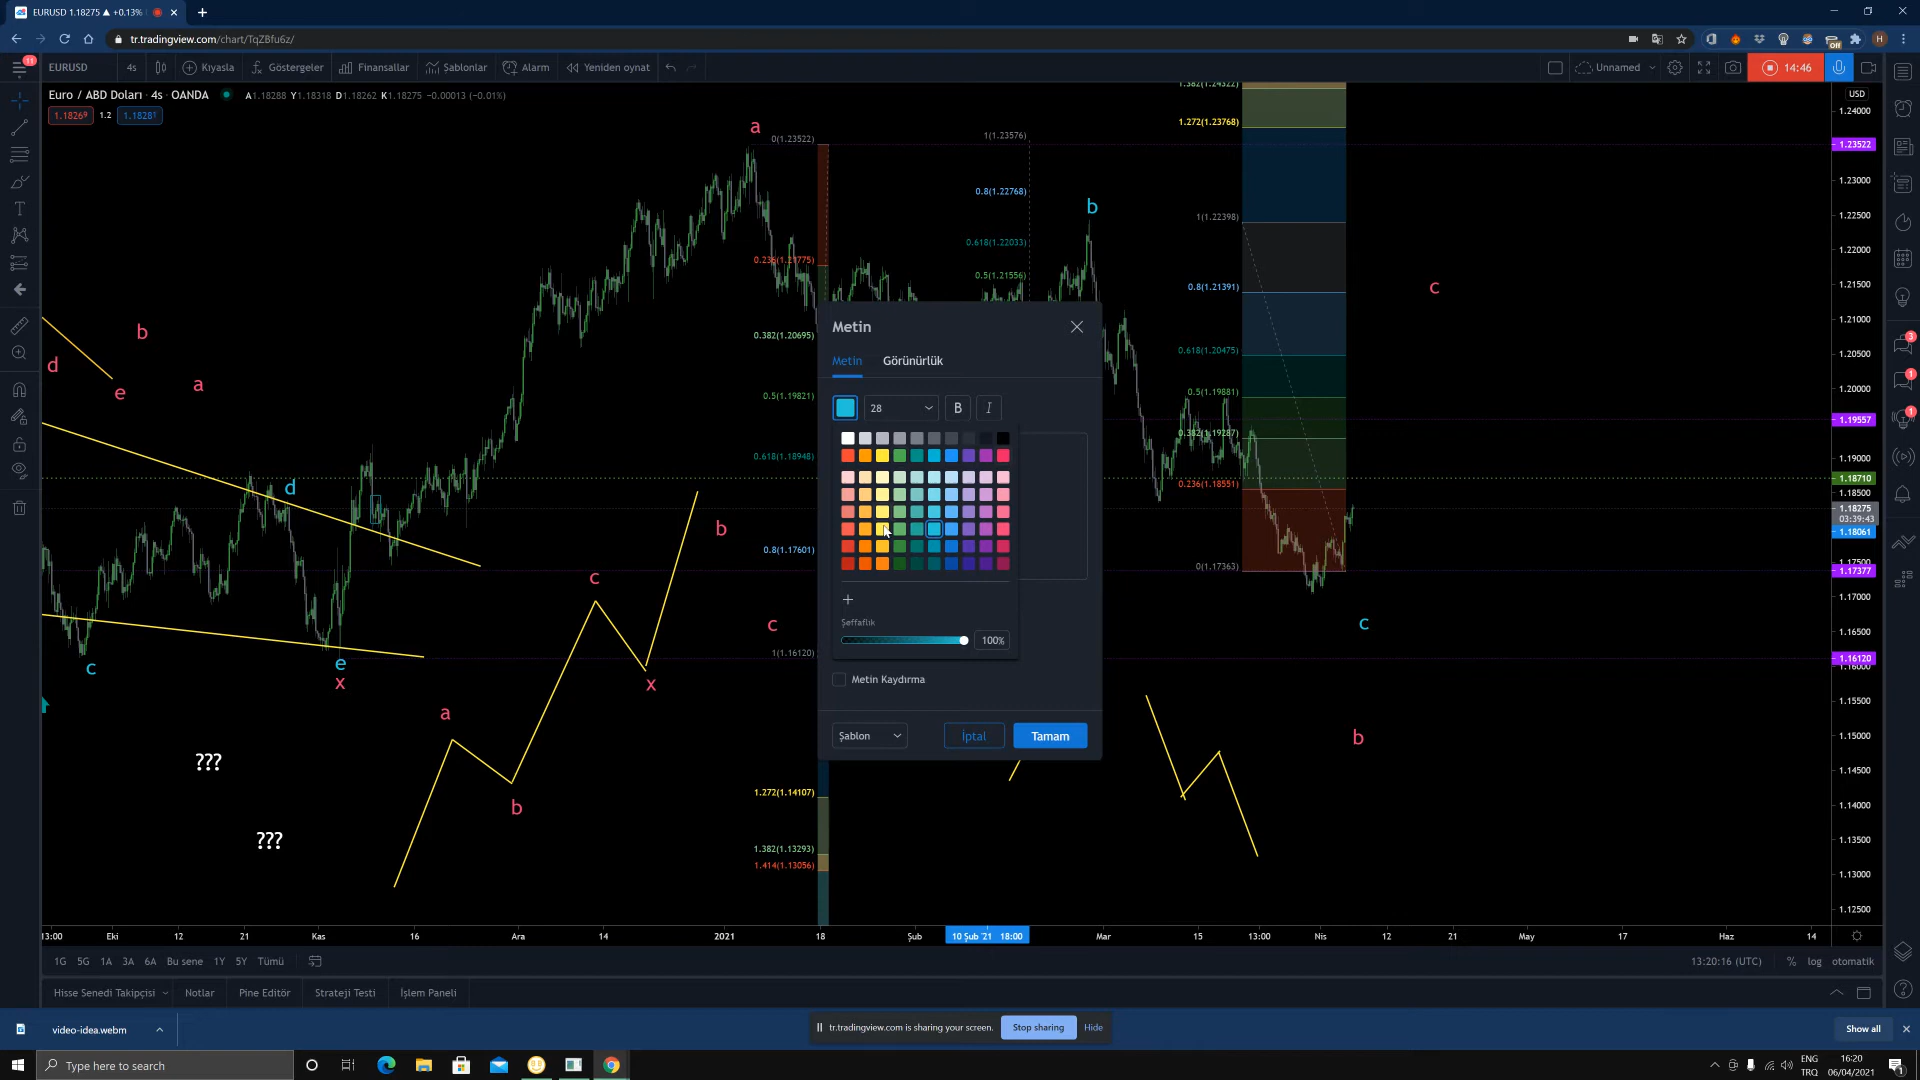 EURUSD 1.18275 ▲ +0.13%
tr.tradingview.com/chart/TqZBfu6z/
Off
H
11
EURUSD
4s
Kıyasla
Göstergeler
Finansallar
Şablonlar
Alarm
Yeniden oynat
Unnamed
14:46
Euro / ABD Doları · 4s · OANDA
A1.18288 Y1.18318 D1.18262 K1.18275 −0.00013 (−0.01%)
1.18269 1.2 1.18281
USD
1.24000
1.23522
1.23000
1.22500
1.22000
1.21500
1.21000
1.20500
1.20000
1.19557
1.19000
1.18710
1.18500
1.18275
03:39:43
1.18061
1.17500
1.17377
1.17000
1.16500
1.16120
1.16000
1.15500
1.15000
1.14500
1.14000
1.13500
1.13000
1.12500
a
0(1.23522)
0.236(1.21775)
0.382(1.20695)
0.5(1.19821)
0.618(1.18948)
0.8(1.17601)
1(1.16120)
1.272(1.14107)
1.382(1.13293)
1.414(1.13056)
1(1.23576)
0.8(1.22768)
0.618(1.22033)
0.5(1.21556)
b
1.382(1.24322)
1.272(1.23768)
1(1.22398)
0.8(1.21391)
0.618(1.20475)
0.5(1.19881)
0.382(1.19287)
0.236(1.18551)
0(1.17363)
c
c
b
b
d
e
a
d
c
e
x
a
b
c
x
b
c
???
???
Metin
Metin
Görünürlük
28
B
I
Şeffaflık
100%
Metin Kaydırma
Şablon
İptal
Tamam
13:00
Eki
12
21
Kas
16
Ara
14
2021
18
Şub
10 Şub '21 18:00
Mar
15
13:00
Nis
12
21
May
17
Haz
14
1G
5G
1A
3A
6A
Bu sene
1Y
5Y
Tümü
13:20:16 (UTC)
%
log
otomatik
Hisse Senedi Takipçisi
Notlar
Pine Editör
Strateji Testi
İşlem Paneli
3
1
1
video-idea.webm
tr.tradingview.com is sharing your screen.
Stop sharing
Hide
Show all
Type here to search
ENG
TRQ
16:20
06/04/2021
1